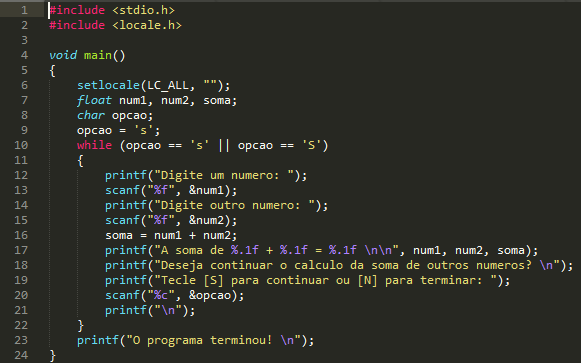 1 #include <stdio.h>
2 #include <locale.h>
3
4 void main()
5 {
6 setlocale(LC_ALL, "");
7 float num1, num2, soma;
8 char opcao;
9 opcao = 's';
10 while (opcao == 's' || opcao == 'S')
11 {
12 printf("Digite um numero: ");
13 scanf("%f", &num1);
14 printf("Digite outro numero: ");
15 scanf("%f", &num2);
16 soma = num1 + num2;
17 printf("A soma de %.1f + %.1f = %.1f \n\n", num1, num2, soma);
18 printf("Deseja continuar o calculo da soma de outros numeros? \n");
19 printf("Tecle [S] para continuar ou [N] para terminar: ");
20 scanf("%c", &opcao);
21 printf("\n");
22 }
23 printf("O programa terminou! \n");
24 }